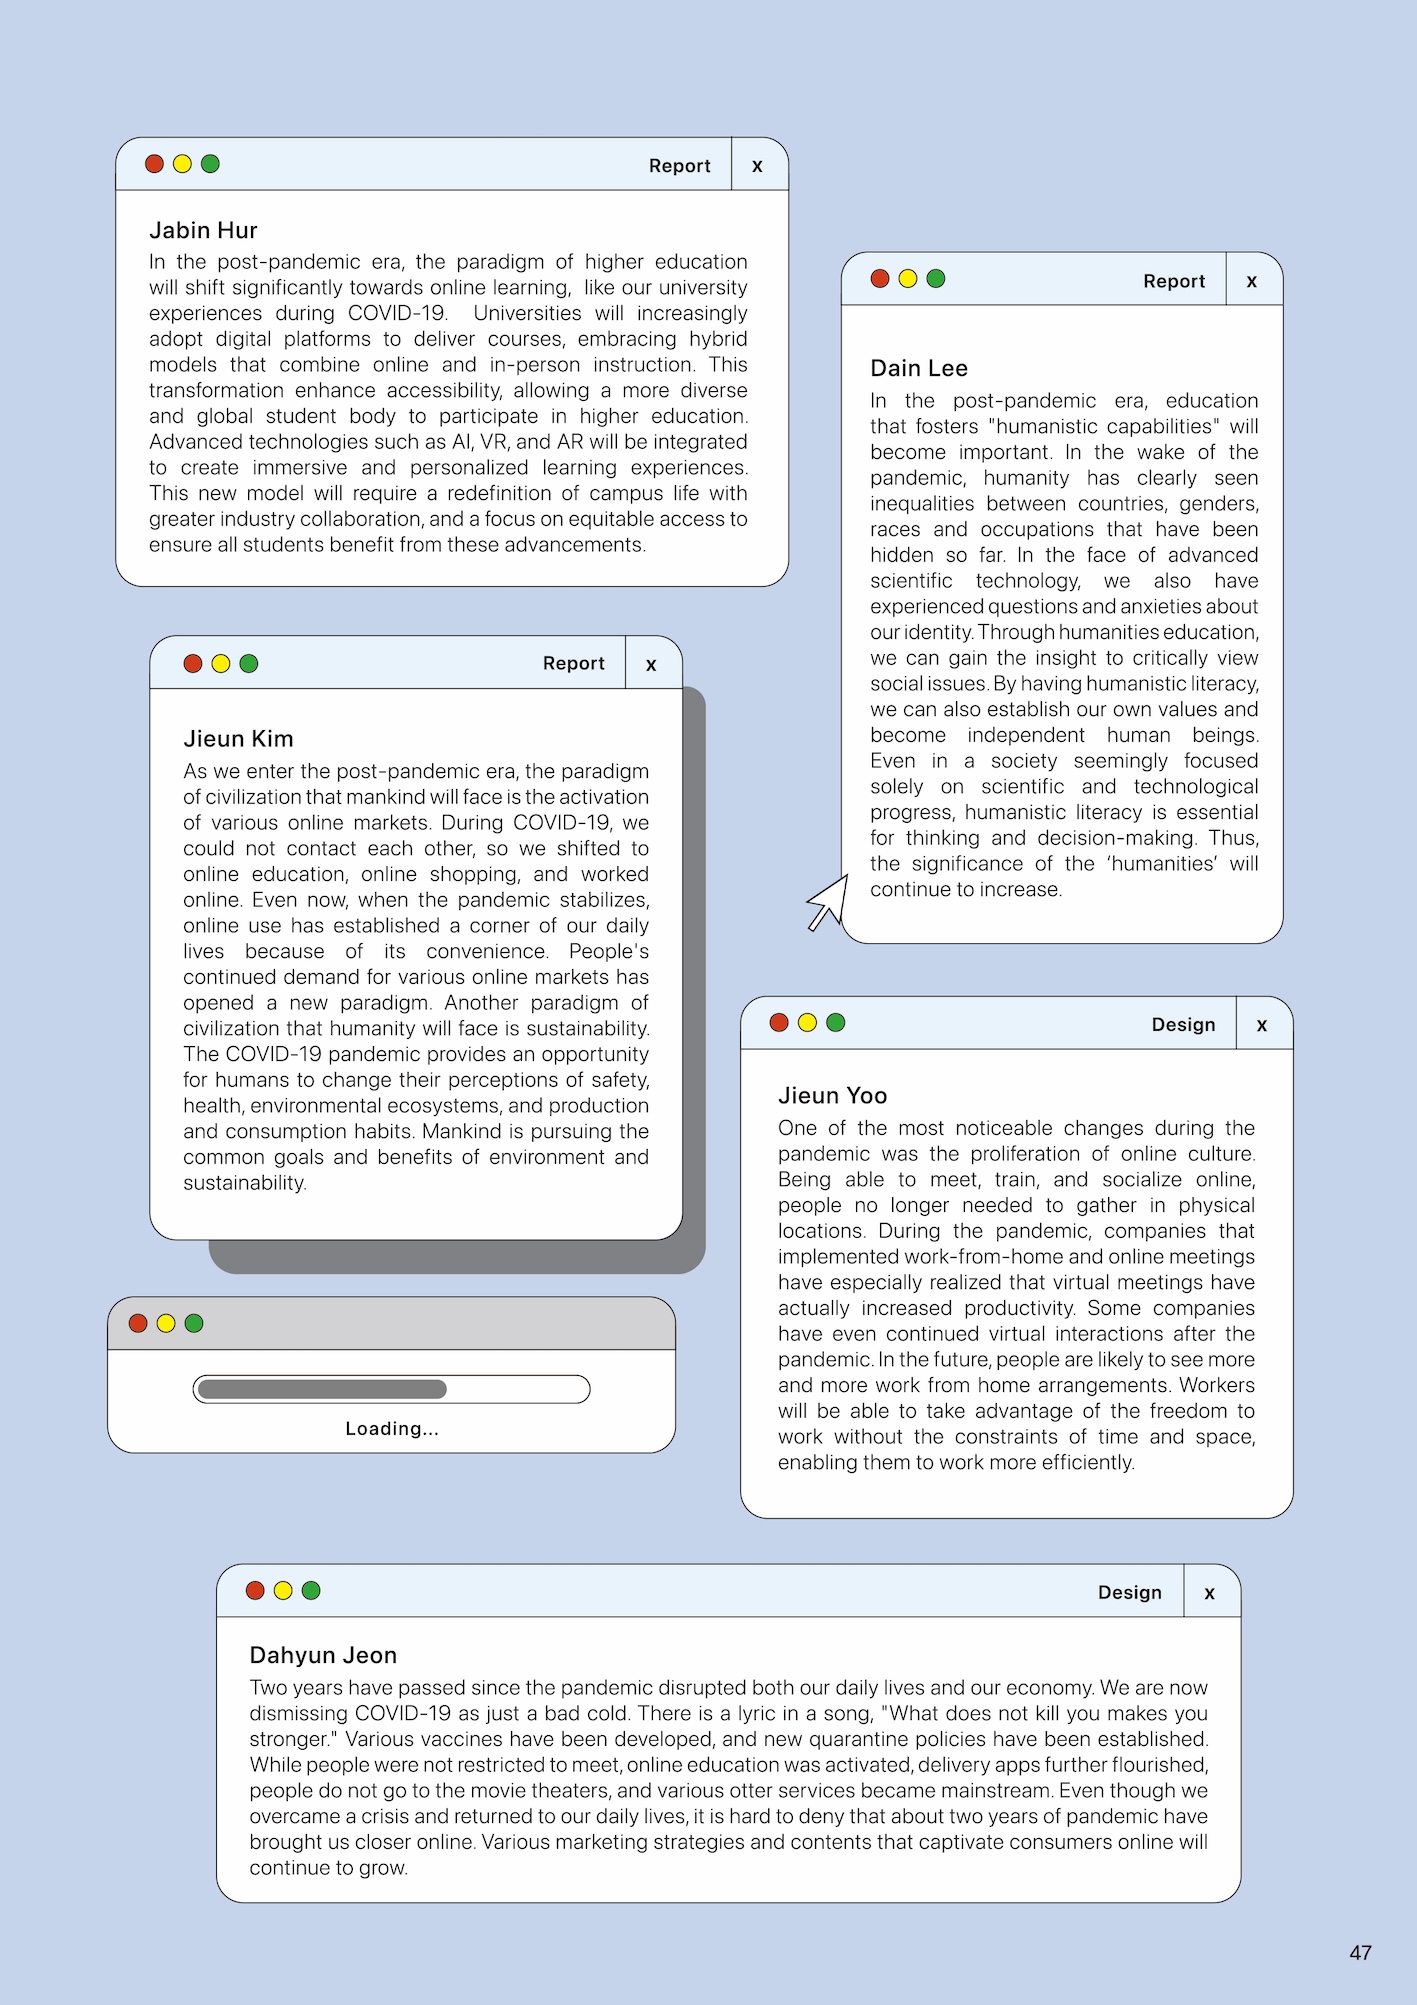 Report x
Jabin Hur
In the post-pandemic era, the paradigm of higher education
will shift significantly towards online learning, like our university
experiences during COVID-19. Universities will increasingly
adopt digital platforms to deliver courses, embracing hybrid
models that combine online and in-person instruction. This
transformation enhance accessibility, allowing a more diverse
and global student body to participate in higher education.
Advanced technologies such as AI, VR, and AR will be integrated
to create immersive and personalized learning experiences.
This new model will require a redefinition of campus life with
greater industry collaboration, and a focus on equitable access to
ensure all students benefit from these advancements.
Report x
Dain Lee
In the post-pandemic era, education
that fosters "humanistic capabilities" will
become important. In the wake of the
pandemic, humanity has clearly seen
inequalities between countries, genders,
races and occupations that have been
hidden so far. In the face of advanced
scientific technology, we also have
experienced questions and anxieties about
our identity. Through humanities education,
we can gain the insight to critically view
social issues. By having humanistic literacy,
we can also establish our own values and
become independent human beings.
Even in a society seemingly focused
solely on scientific and technological
progress, humanistic literacy is essential
for thinking and decision-making. Thus,
the significance of the ‘humanities’ will
continue to increase.
Report x
Jieun Kim
As we enter the post-pandemic era, the paradigm
of civilization that mankind will face is the activation
of various online markets. During COVID-19, we
could not contact each other, so we shifted to
online education, online shopping, and worked
online. Even now, when the pandemic stabilizes,
online use has established a corner of our daily
lives because of its convenience. People's
continued demand for various online markets has
opened a new paradigm. Another paradigm of
civilization that humanity will face is sustainability.
The COVID-19 pandemic provides an opportunity
for humans to change their perceptions of safety,
health, environmental ecosystems, and production
and consumption habits. Mankind is pursuing the
common goals and benefits of environment and
sustainability.
Loading...
Design x
Jieun Yoo
One of the most noticeable changes during the
pandemic was the proliferation of online culture.
Being able to meet, train, and socialize online,
people no longer needed to gather in physical
locations. During the pandemic, companies that
implemented work-from-home and online meetings
have especially realized that virtual meetings have
actually increased productivity. Some companies
have even continued virtual interactions after the
pandemic. In the future, people are likely to see more
and more work from home arrangements. Workers
will be able to take advantage of the freedom to
work without the constraints of time and space,
enabling them to work more efficiently.
Design x
Dahyun Jeon
Two years have passed since the pandemic disrupted both our daily lives and our economy. We are now
dismissing COVID-19 as just a bad cold. There is a lyric in a song, "What does not kill you makes you
stronger." Various vaccines have been developed, and new quarantine policies have been established.
While people were not restricted to meet, online education was activated, delivery apps further flourished,
people do not go to the movie theaters, and various otter services became mainstream. Even though we
overcame a crisis and returned to our daily lives, it is hard to deny that about two years of pandemic have
brought us closer online. Various marketing strategies and contents that captivate consumers online will
continue to grow.
47